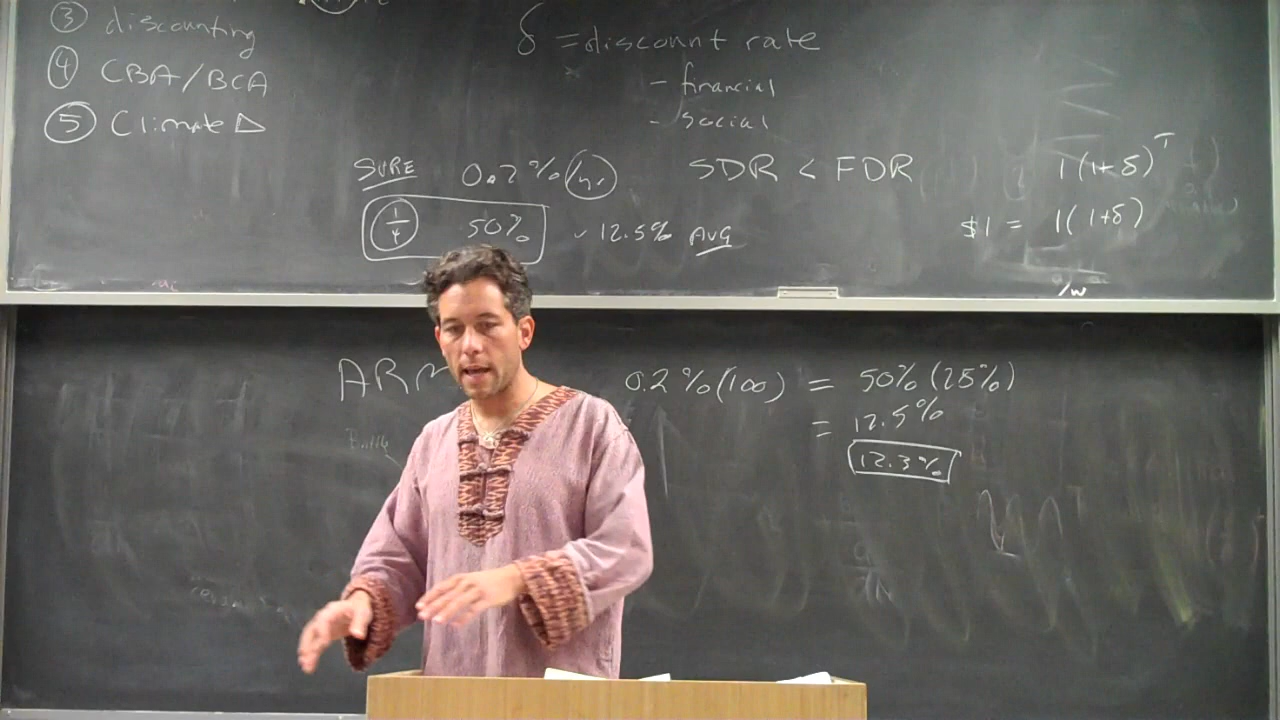 ③ discounting
④ CBA/BCA
⑤ Climate Δ
δ = discount rate
- financial
- social
SURE 0.2%/yr
1/4 50% ~ 12.5% AVG
SDR < FDR
1(1+δ)^T
$1 = 1(1+δ)
/w
0.2%(100) = 50%(25%)
= 12.5%
12.3%